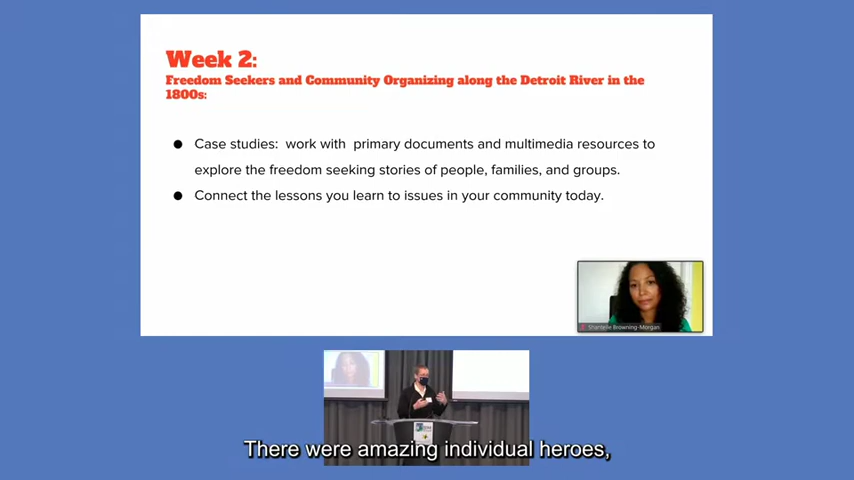 Week 2:
Freedom Seekers and Community Organizing along the Detroit River in the
1800s:
● Case studies: work with primary documents and multimedia resources to
explore the freedom seeking stories of people, families, and groups.
● Connect the lessons you learn to issues in your community today.
Shantelle Browning-Morgan
There were amazing individual heroes,